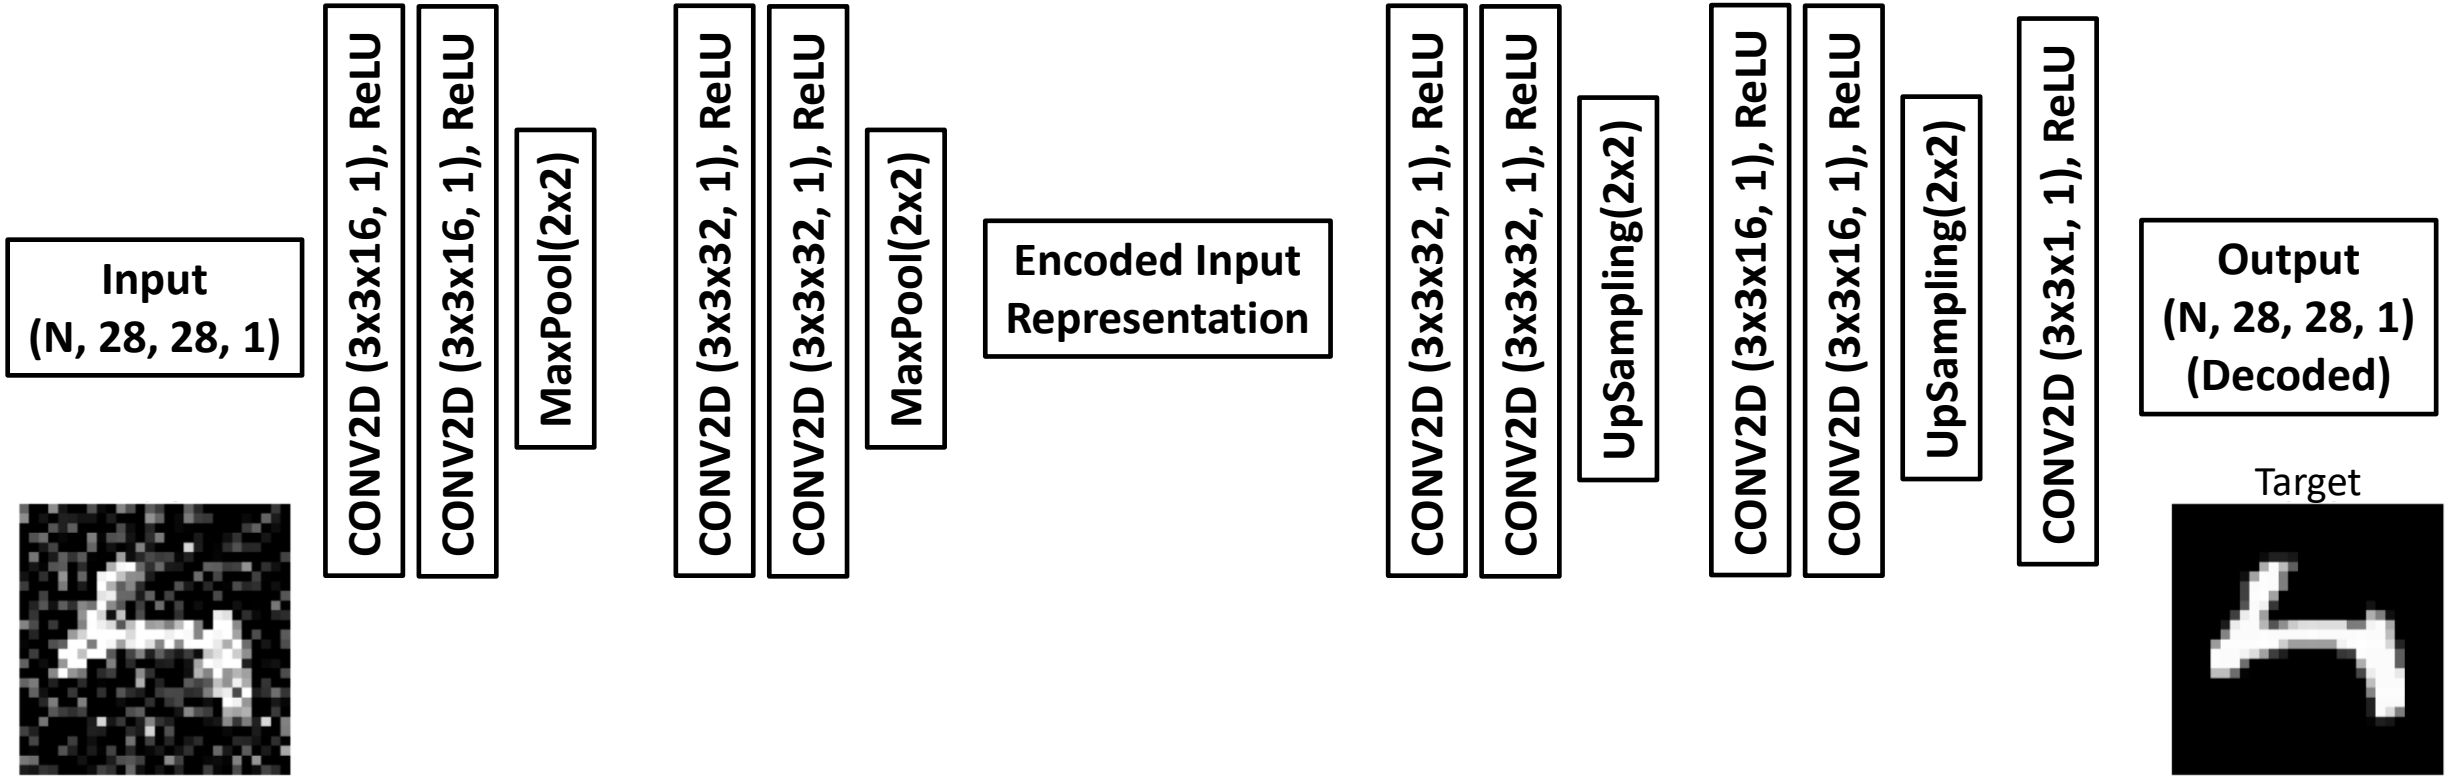 Input
(N, 28, 28, 1)
CONV2D (3x3x16, 1), ReLU
CONV2D (3x3x16, 1), ReLU
MaxPool(2x2)
CONV2D (3x3x32, 1), ReLU
CONV2D (3x3x32, 1), ReLU
MaxPool(2x2)
Encoded Input
Representation
CONV2D (3x3x32, 1), ReLU
CONV2D (3x3x32, 1), ReLU
UpSampling(2x2)
CONV2D (3x3x16, 1), ReLU
CONV2D (3x3x16, 1), ReLU
UpSampling(2x2)
CONV2D (3x3x1, 1), ReLU
Output
(N, 28, 28, 1)
(Decoded)
Target